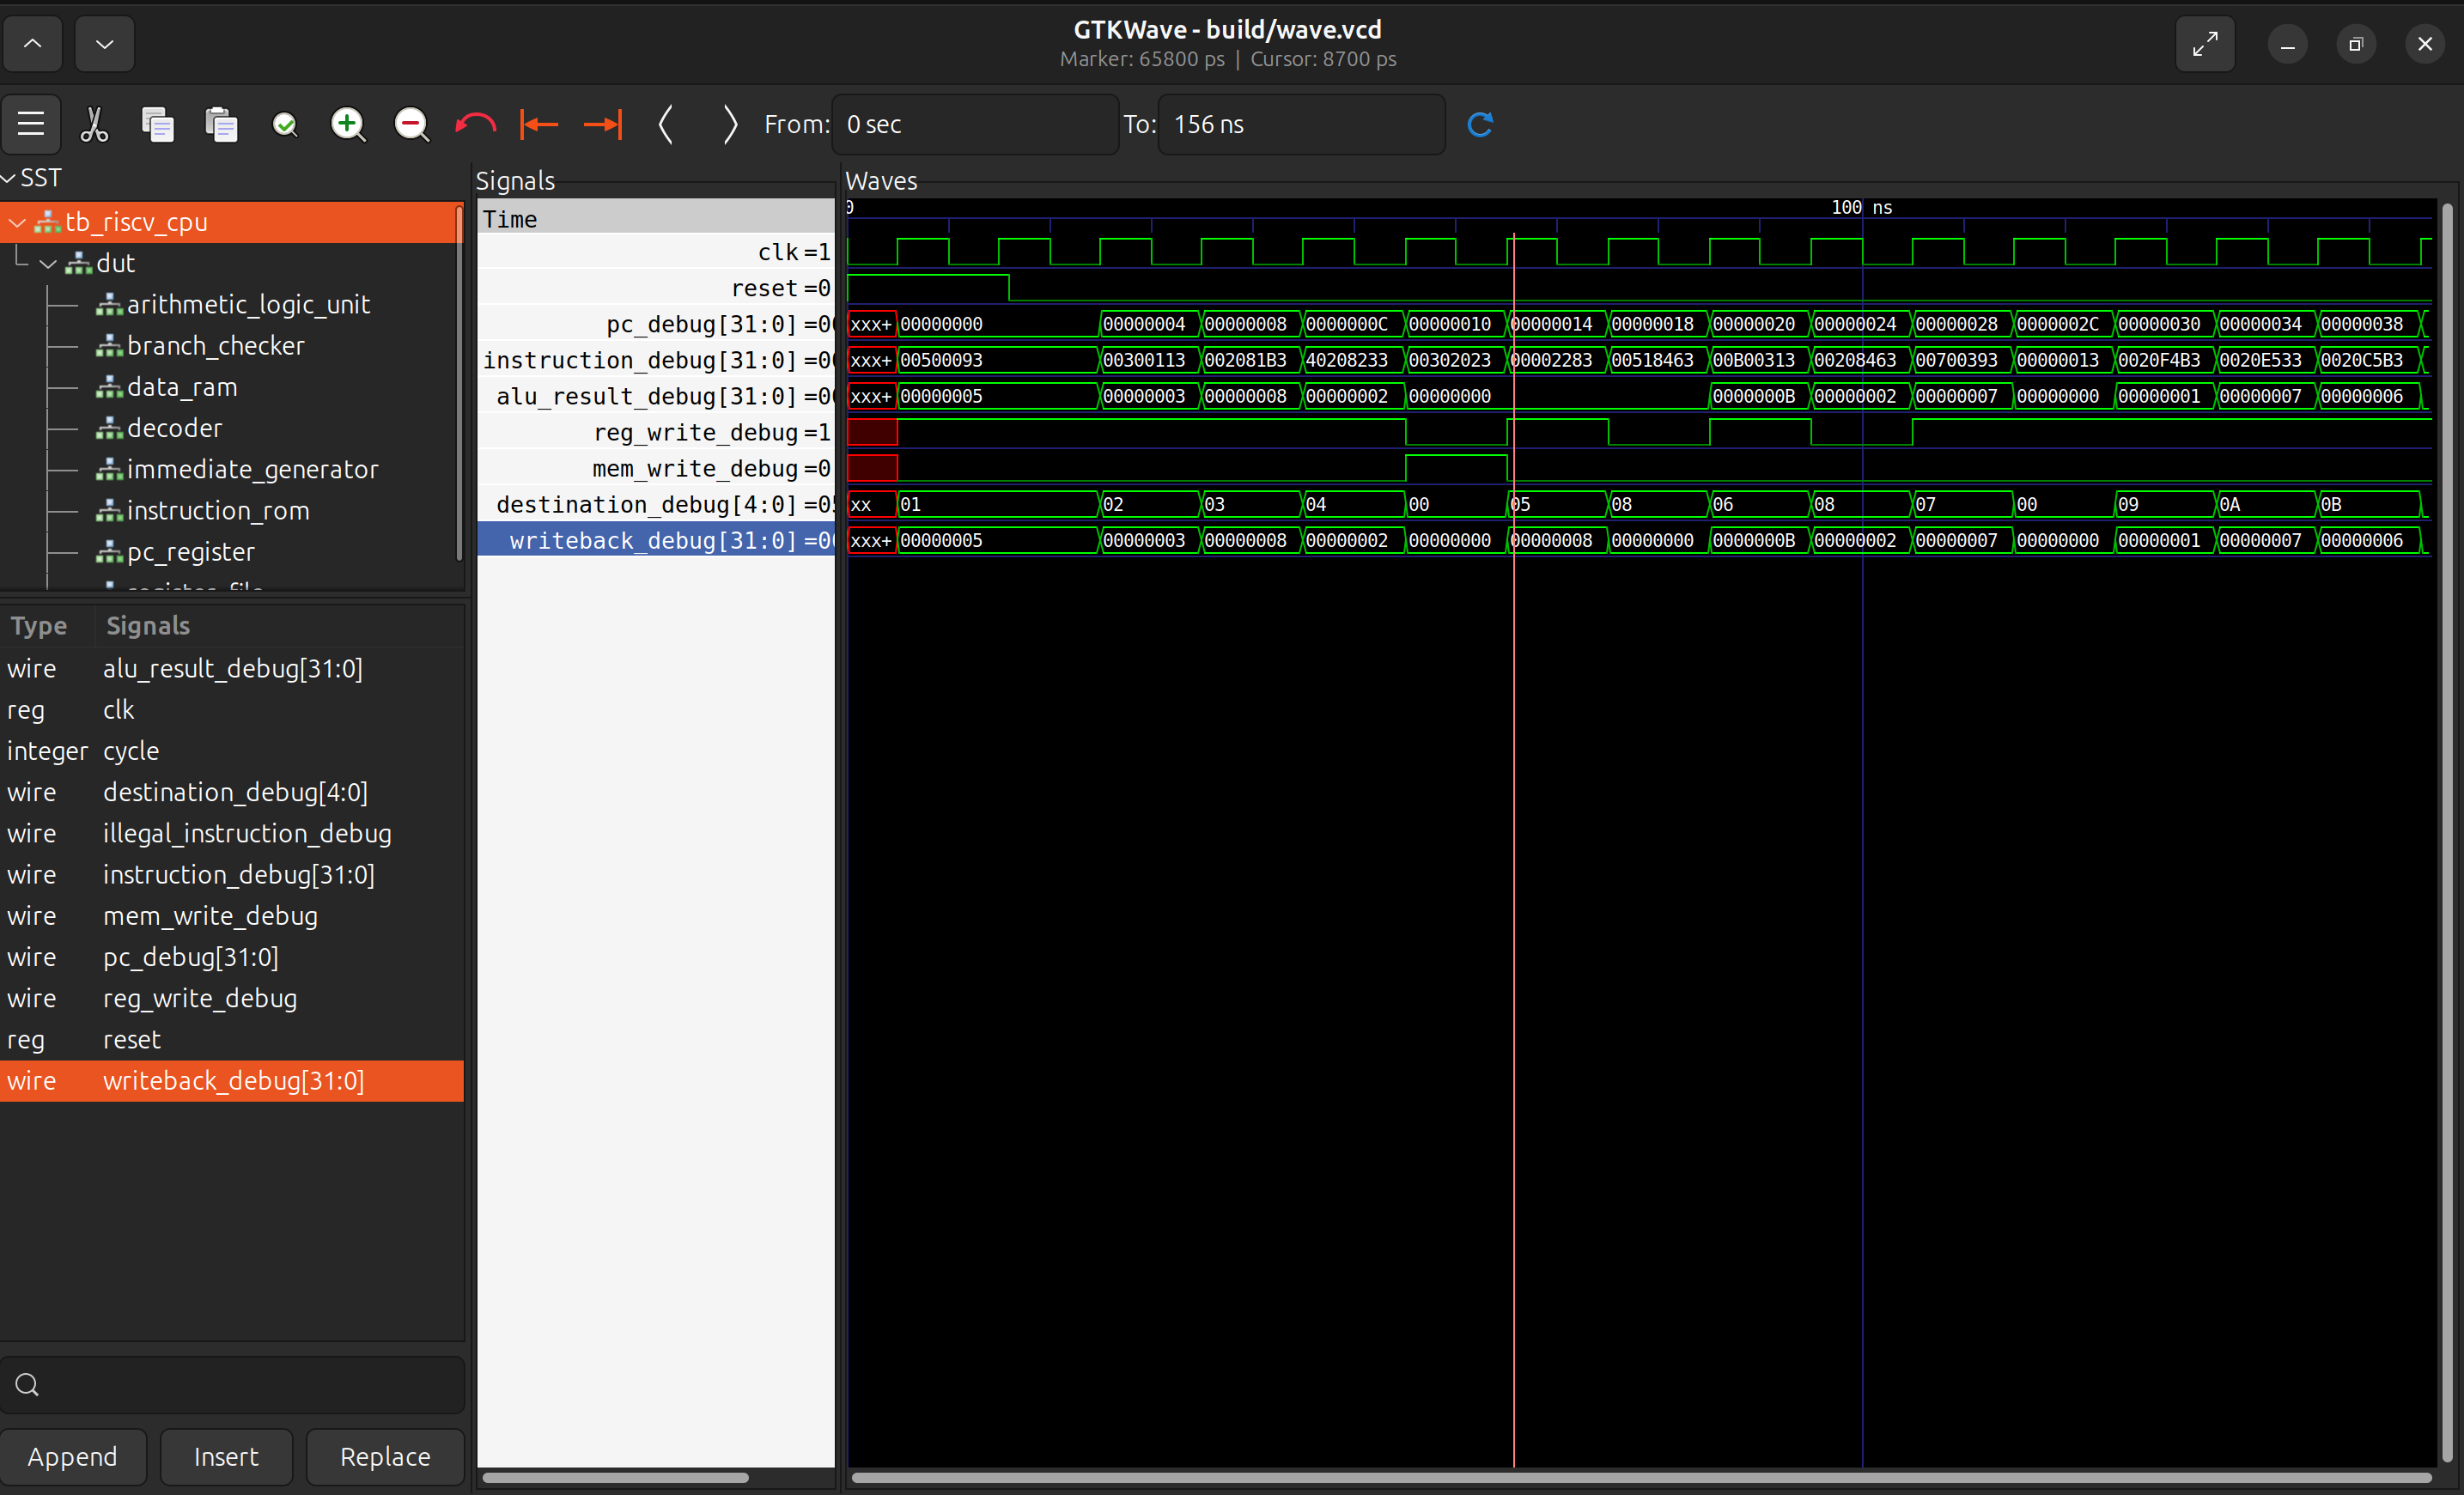 GTKWave - build/wave.vcd
Marker: 65800 ps | Cursor: 8700 ps
From: 0 sec To: 156 ns
SST
tb_riscv_cpu
dut
arithmetic_logic_unit
branch_checker
data_ram
decoder
immediate_generator
instruction_rom
pc_register
register_file
Type Signals
wire alu_result_debug[31:0]
reg clk
integer cycle
wire destination_debug[4:0]
wire illegal_instruction_debug
wire instruction_debug[31:0]
wire mem_write_debug
wire pc_debug[31:0]
wire reg_write_debug
reg reset
wire writeback_debug[31:0]
Append Insert Replace
Signals
Time
clk =1
reset =0
pc_debug[31:0] =00
instruction_debug[31:0] =00
alu_result_debug[31:0] =00
reg_write_debug =1
mem_write_debug =0
destination_debug[4:0] =05
writeback_debug[31:0] =00
Waves
0 100 ns
xxx+ 00000000 00000004 00000008 0000000C 00000010 00000014 00000018 00000020 00000024 00000028 0000002C 00000030 00000034 00000038
xxx+ 00500093 00300113 002081B3 40208233 00302023 00002283 00518463 00B00313 00208463 00700393 00000013 0020F4B3 0020E533 0020C5B3
xxx+ 00000005 00000003 00000008 00000002 00000000 0000000B 00000002 00000007 00000000 00000001 00000007 00000006
xx 01 02 03 04 00 05 08 06 08 07 00 09 0A 0B
xxx+ 00000005 00000003 00000008 00000002 00000000 00000008 00000000 0000000B 00000002 00000007 00000000 00000001 00000007 00000006